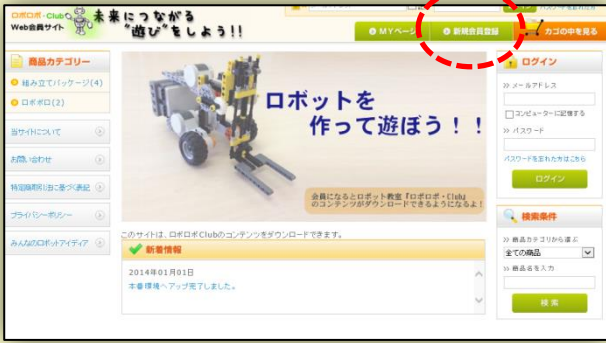 ロボロボ・Club
Web会員サイト
未来につながる
"遊び"をしよう!!
MYページ
新規会員登録
カゴの中を見る
商品カテゴリー
組み立てパッケージ(4)
ロボボロ(2)
当サイトについて
お問い合わせ
特定商取引法に基づく表記
プライバシーポリシー
みんなのロボットアイディア
ロボットを
作って遊ぼう！！
会員になるとロボット教室『ロボロボ・Club』
のコンテンツがダウンロードできるようになるよ！
このサイトは、ロボロボClubのコンテンツをダウンロードできます。
新着情報
2014年01月01日
本番環境へアップ完了しました。
ログイン
>> メールアドレス
コンピューターに記憶する
>> パスワード
パスワードを忘れた方はこちら
ログイン
検索条件
>> 商品カテゴリから選ぶ
全ての商品
>> 商品名を入力
検索